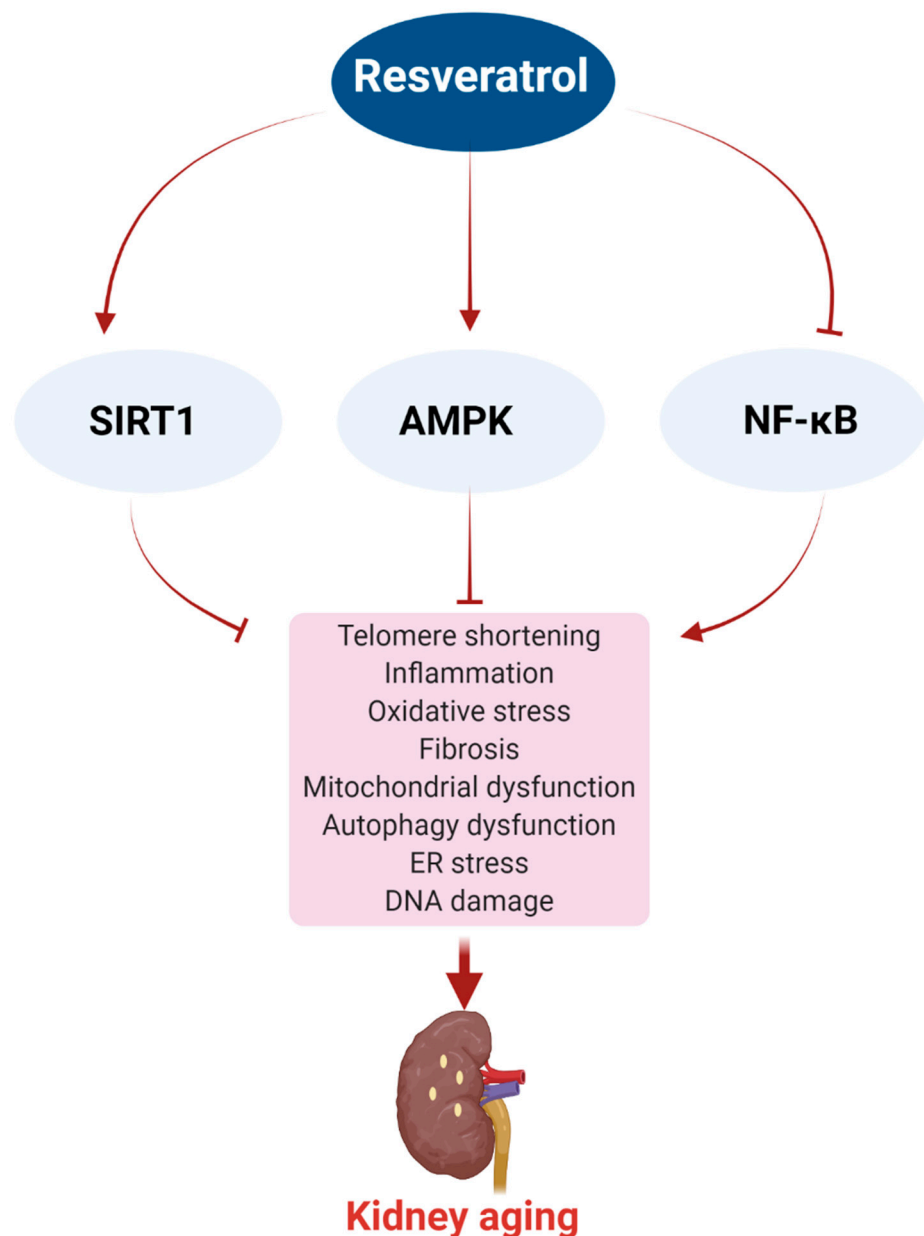 Resveratrol
SIRT1
AMPK
NF-κB
Telomere shortening
Inflammation
Oxidative stress
Fibrosis
Mitochondrial dysfunction
Autophagy dysfunction
ER stress
DNA damage
Kidney aging